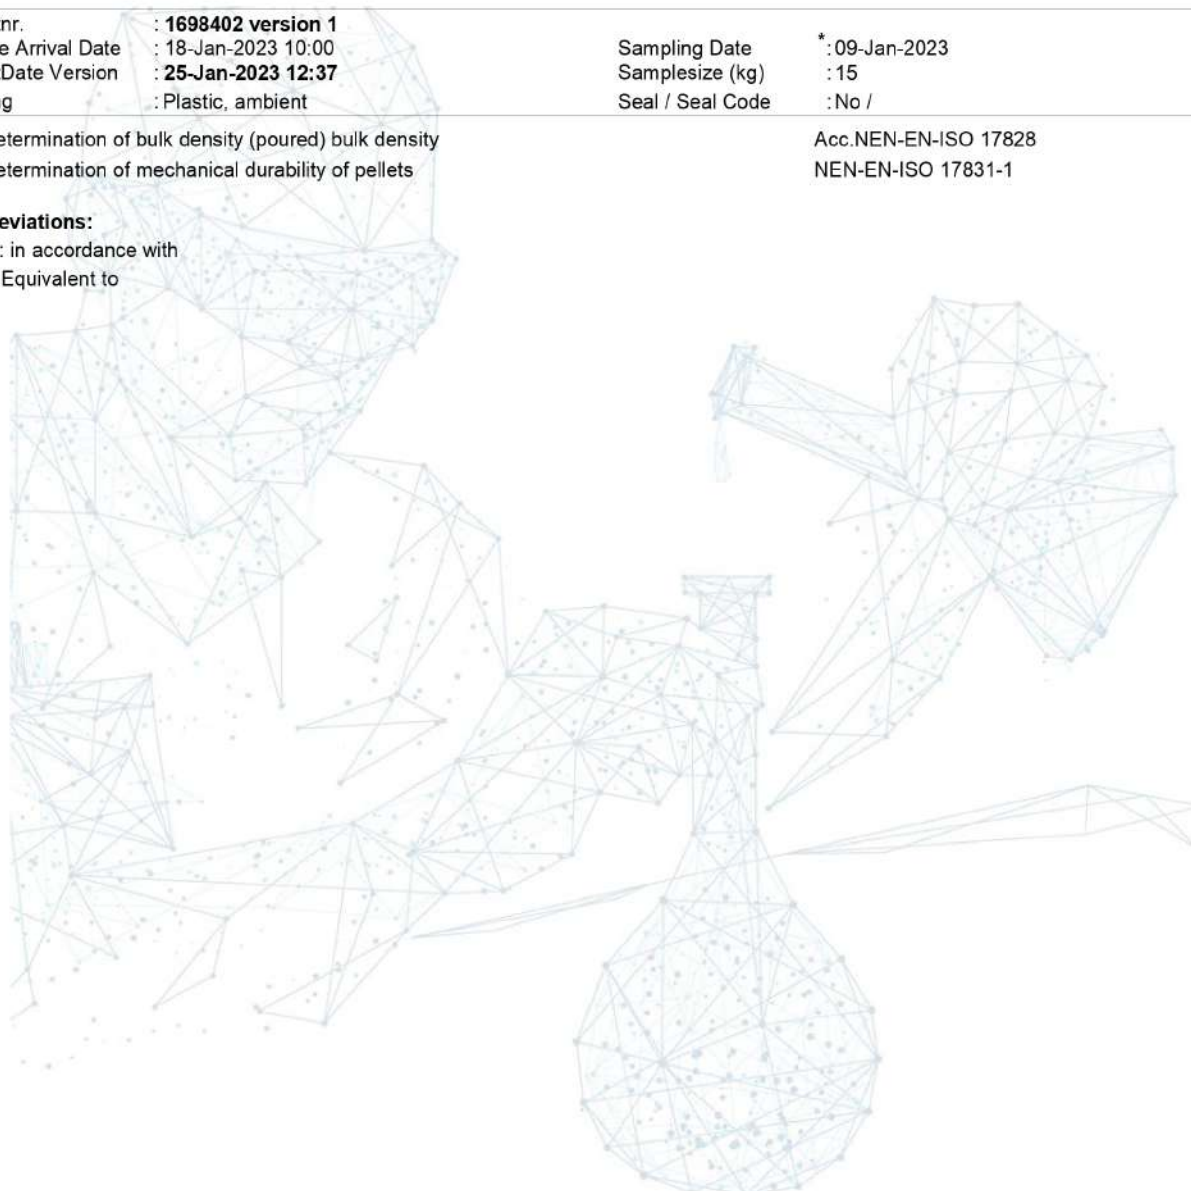 nr. : 1698402 version 1
e Arrival Date : 18-Jan-2023 10:00 Sampling Date *: 09-Jan-2023
Date Version : 25-Jan-2023 12:37 Samplesize (kg) : 15
g : Plastic, ambient Seal / Seal Code : No /
etermination of bulk density (poured) bulk density Acc.NEN-EN-ISO 17828
etermination of mechanical durability of pellets NEN-EN-ISO 17831-1
eviations:
: in accordance with
Equivalent to